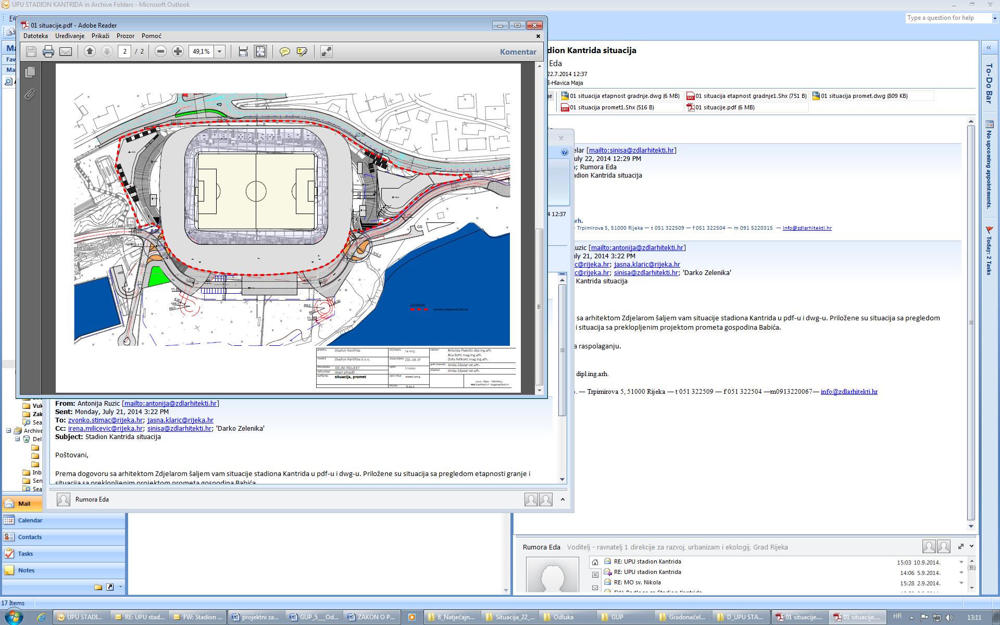 UPU STADION KANTRIDA in Archive Folders - Microsoft Outlook
Type a question for help
01 situacije.pdf - Adobe Reader
Datoteka Uređivanje Prikaži Prozor Pomoć
2 / 2 49,1% Komentar
dion Kantrida situacija
Eda
22.7.2014 12:37
š-Hlavica Maja
01 situacija etapnost gradnje.dwg (6 MB) 01 situacija etapnost gradnje1.Shx (751 B) 01 situacija promet.dwg (809 KB)
01 situacija promet1.Shx (516 B) 01 situacije.pdf (6 MB)
To-Do Bar
No upcoming appointments.
Today: 2 Tasks
elar [mailto:sinisa@zdlarhitekti.hr]
uly 22, 2014 12:29 PM
; Rumora Eda
adion Kantrida situacija
4 12:37
rh.
Trpimirova 5, 51000 Rijeka — t 051 322509 — f 051 322504 — m 091 5220315 — info@zdlarhitekti.hr
uzic [mailto:antonija@zdlarhitekti.hr]
uly 21, 2014 3:22 PM
c@rijeka.hr; jasna.klaric@rijeka.hr
c@rijeka.hr; sinisa@zdlarhitekti.hr; 'Darko Zelenika'
Kantrida situacija
sa arhitektom Zdjelarom šaljem vam situacije stadiona Kantrida u pdf-u i dwg-u. Priložene su situacija sa pregledom
i situacija sa preklopljenim projektom prometa gospodina Babića.
a raspolaganju.
dipl.ing.arh.
. — Trpimirova 5, 51000 Rijeka — t 051 322509 — f 051 322504 —m0913220067— info@zdlarhitekti.hr
CS
R12,5
11.00
R9,0
LEGENDA
Stadion Kantrida
14-013
Antonija Plavotić dipl.ing.arh.
Ana Burić mag.ing.arh.
Dora Perković mag.ing.arh.
Stadion Kantrida d.o.o.
ZDL-SK-IP
Siniša Zdjelar ovl.arh.
IDEJNI PROJEKT
1:1000
Siniša Zdjelar ovl.arh.
idejni projekt
situacija, promet
srpanj 2014.
From: Antonija Ruzic [mailto:antonija@zdlarhitekti.hr]
Sent: Monday, July 21, 2014 3:22 PM
To: zvonko.stimac@rijeka.hr; jasna.klaric@rijeka.hr
Cc: irena.milicevic@rijeka.hr; sinisa@zdlarhitekti.hr; 'Darko Zelenika'
Subject: Stadion Kantrida situacija
Poštovani,
Prema dogovoru sa arhitektom Zdjelarom šaljem vam situacije stadiona Kantrida u pdf-u i dwg-u. Priložene su situacija sa pregledom etapnosti granje i
situacija sa preklopljenim projektom prometa gospodina Babića.
Rumora Eda
Vuk
Zak
Sea
Archive
Del
Inb
Sen
Sea
Mail
Calendar
Contacts
Tasks
Notes
17 Items
Rumora Eda Voditelj - ravnatelj 1 direkcije za razvoj, urbanizam i ekologij, Grad Rijeka
RE: UPU stadion Kantrida 15:03 10.9.2014.
RE: UPU stadion Kantrida 14:06 5.9.2014.
RE: MO sv. Nikola 15:28 2.9.2014.
UPU STADI... RE: UPU stad... FW: Stadion ... projektni za... GUP_5___Od... ZAKON O P... 8_Natječajn... Situacija_22_... Odluka GUP Gradonačel... D_UPU STA... 01 situacije.... 01 situacije.... HR 13:11